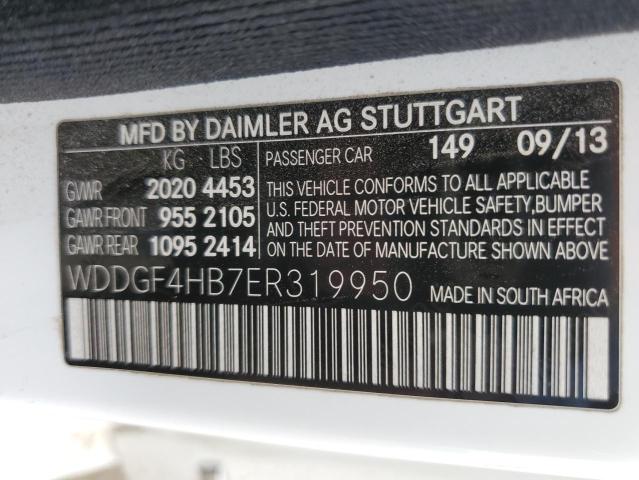 MFD BY DAIMLER AG STUTTGART
KG LBS PASSENGER CAR 149 09/13
GVWR 2020 4453
GAWR FRONT 955 2105
GAWR REAR 1095 2414
THIS VEHICLE CONFORMS TO ALL APPLICABLE
U.S. FEDERAL MOTOR VEHICLE SAFETY,BUMPER
AND THEFT PREVENTION STANDARDS IN EFFECT
ON THE DATE OF MANUFACTURE SHOWN ABOVE
WDDGF4HB7ER319950 MADE IN SOUTH AFRICA